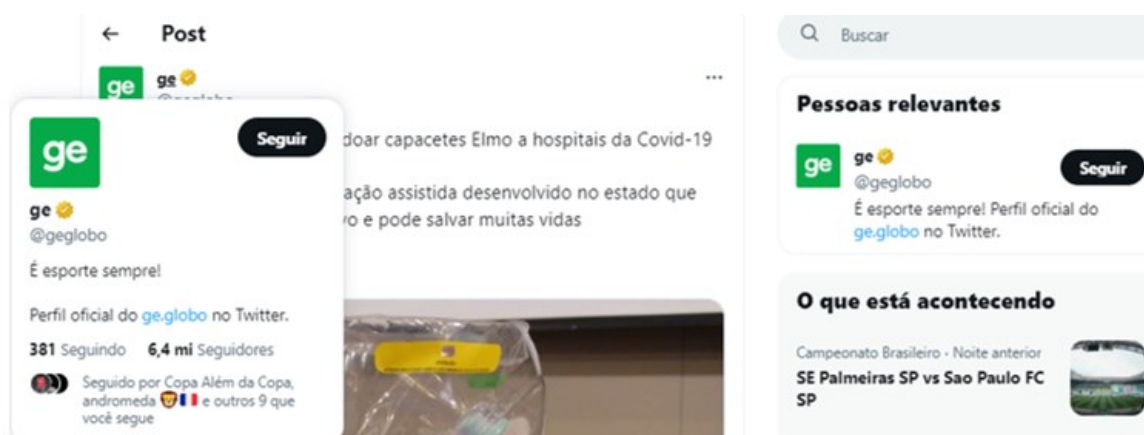 ← Post
ge
ge
@geglobo
...
ge
Seguir
ge
@geglobo
É esporte sempre!
Perfil oficial do ge.globo no Twitter.
381 Seguindo 6,4 mi Seguidores
Seguido por Copa Além da Copa,
andromeda 🦁🇫🇷 e outros 9 que
você segue
doar capacetes Elmo a hospitais da Covid-19
ação assistida desenvolvido no estado que
vo e pode salvar muitas vidas
Buscar
Pessoas relevantes
ge
ge
@geglobo
Seguir
É esporte sempre! Perfil oficial do
ge.globo no Twitter.
O que está acontecendo
Campeonato Brasileiro · Noite anterior
SE Palmeiras SP vs Sao Paulo FC
SP